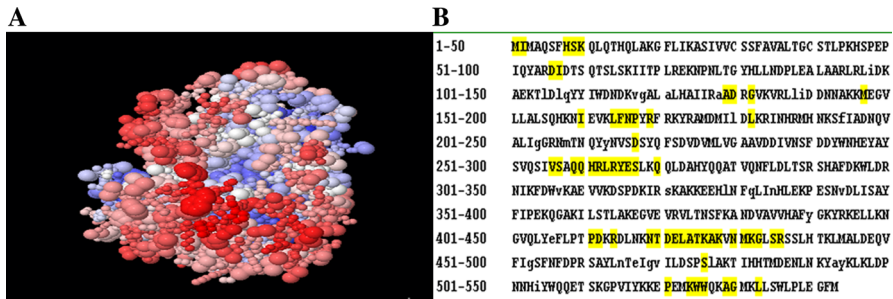 A B
1-50 MIMAQSFHSK QLQTHQLAKG FLIKASIVVC SSFAVALTGC STLPKHSPEP
51-100 IQYARDIDTS QTSLSKIITP LREKNPNLTG YHLLNDPLEA LAARLRLiDK
101-150 AEKTlDlqYY IWDNDKvgAL aLHAIIRaAD RGVKVRLliD DNNAKKMEGV
151-200 LLALSQHKNI EVKLFNPYRF RKYRAMDMIlD LKRINHRMH NKSfIADNQV
201-250 ALIgGRNmTN QYyNVSDSYQ FSDVDVMLVG AAVDDIVNSF DDYWNHEYAY
251-300 SVQSIVSAQQ HRLRYESLKQ QLDAHYQQAT VQNFLDLTSR SHAFDKWLDR
301-350 NIKFDWvKAE VVKDSPDKIR sKAKKEEHlN FqLINHLEKP ESNvDLISAY
351-400 FIPEKQGAKI LSTLAKEGVE VRVLTNSFKA NDVAVVHAFy GKYRKELLKN
401-450 GVQLYeFLPT PDKRDLNKNT DELATKAKVN MKGLSRSSLH TKLMALDEQV
451-500 FIgSFNFDPR SAYLnTeIgv ILDSPSlAKT IHHTMDENLN KYayKLKLDP
501-550 NNHiYWQQET SKGPVIYKKE PEMKWWQKAG MKLLSWLPLE GFM